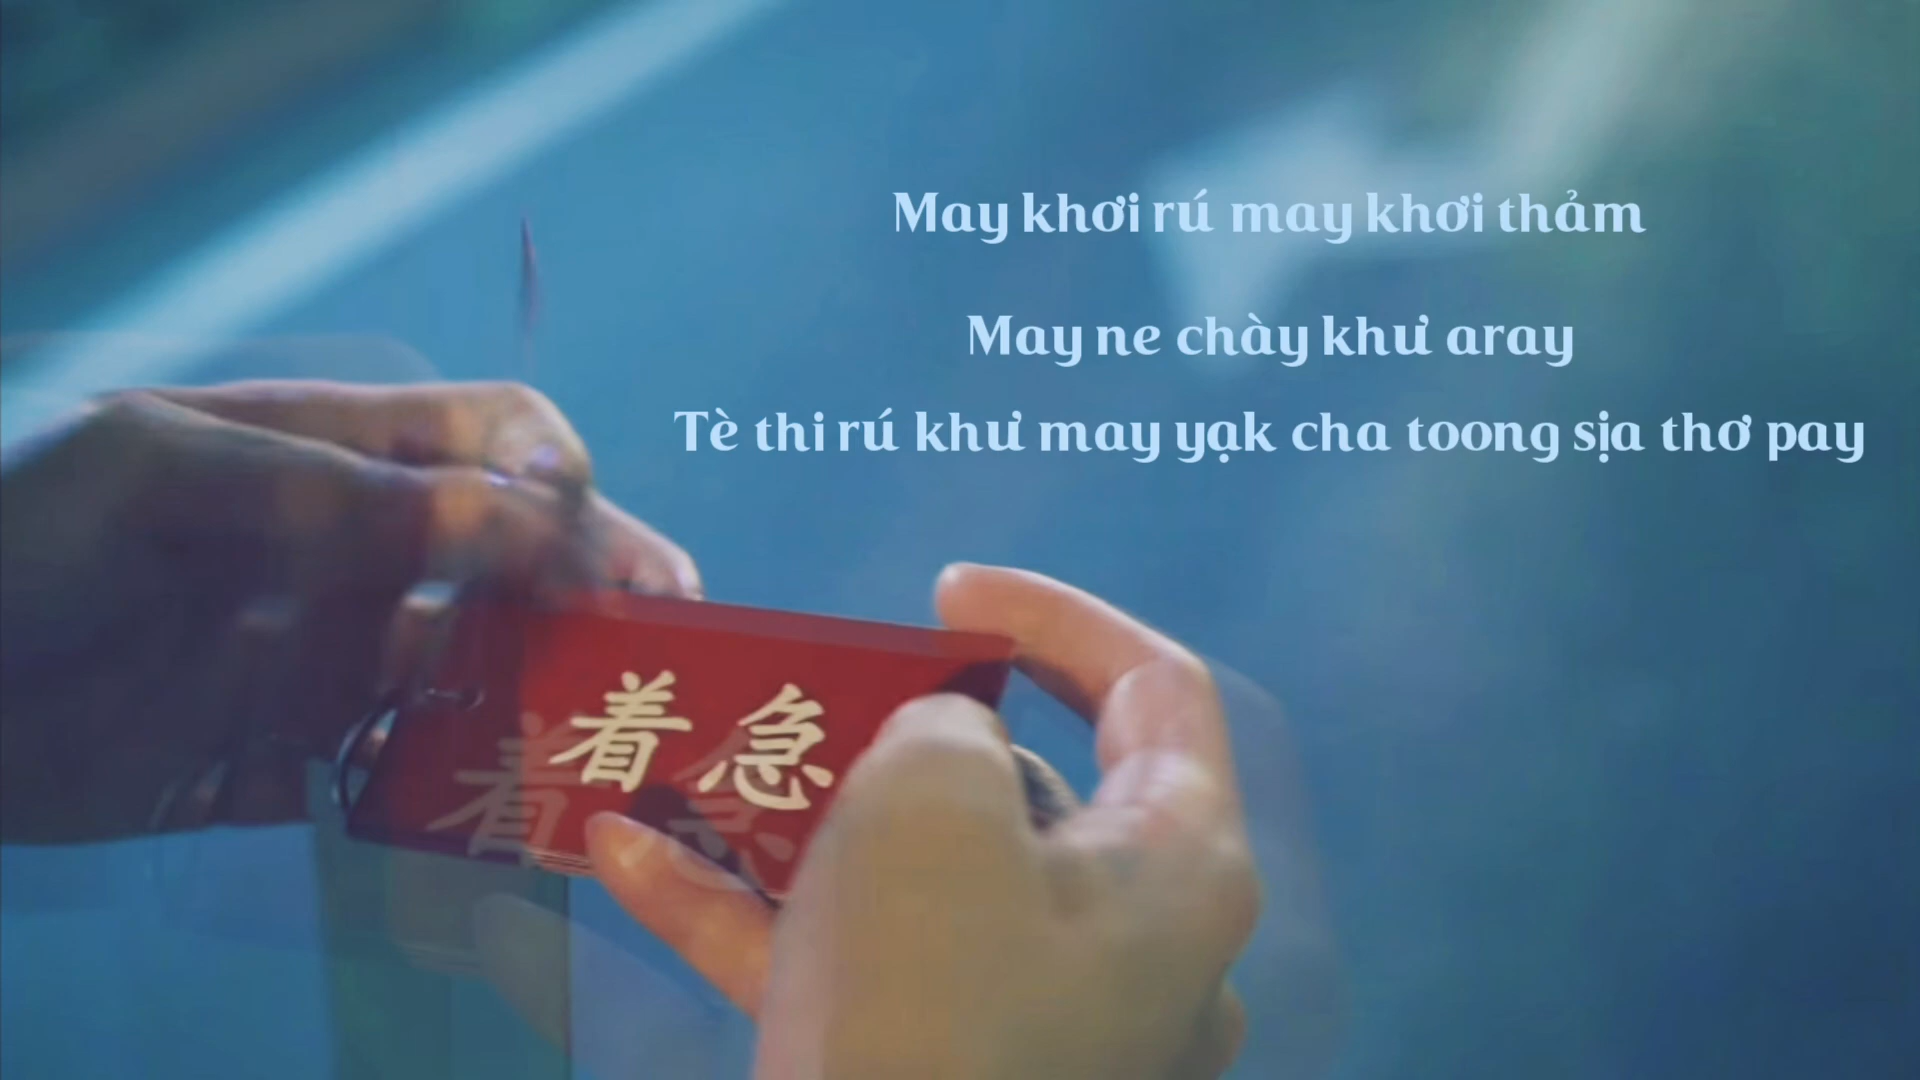 May khơi rú may khơi thảm
May ne chày khư aray
Tè thi rú khư may yạk cha toong sịa thơ pay
着急